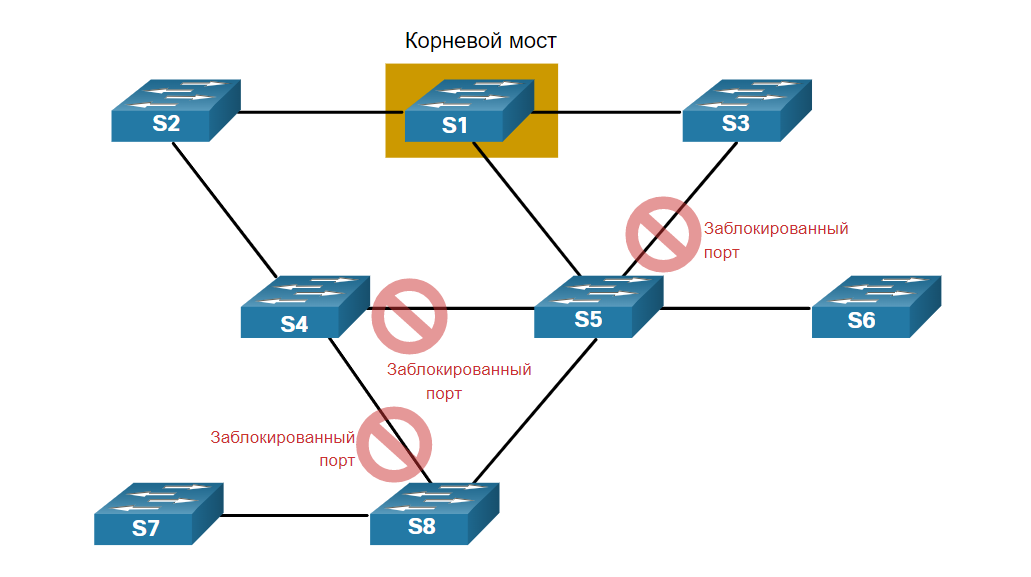 Корневой мост
S2
S1
S3
Заблокированный
порт
S4
S5
S6
Заблокированный
порт
Заблокированный
порт
S7
S8